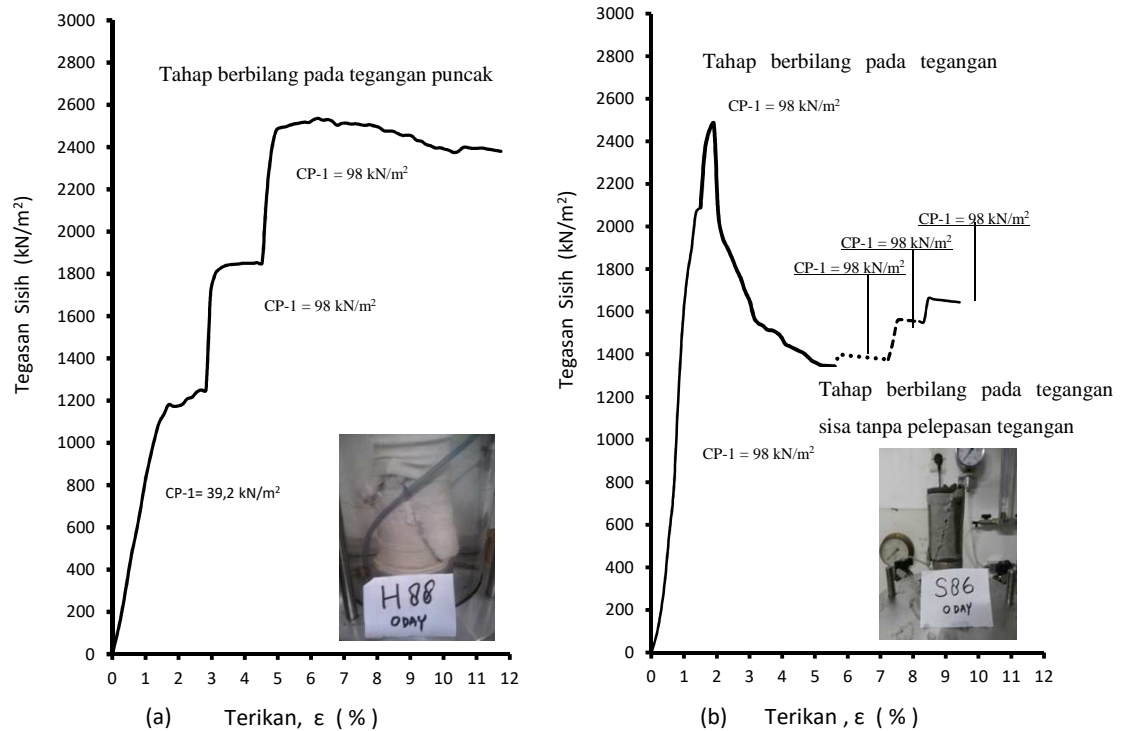 Tahap berbilang pada tegangan puncak
CP-1 = 98 kN/m²
CP-1 = 98 kN/m²
CP-1= 39,2 kN/m²
H88
0 DAY
3000
2800
2600
2400
2200
2000
1800
1600
1400
1200
1000
800
600
400
200
0
Tegasan Sisih (kN/m²)
0 1 2 3 4 5 6 7 8 9 10 11 12
(a) Terikan, ε ( % )
Tahap berbilang pada tegangan
CP-1 = 98 kN/m²
CP-1 = 98 kN/m²
CP-1 = 98 kN/m²
CP-1 = 98 kN/m²
Tahap berbilang pada tegangan
sisa tanpa pelepasan tegangan
CP-1 = 98 kN/m²
S86
0 DAY
3000
2800
2600
2400
2200
2000
1800
1600
1400
1200
1000
800
600
400
200
0
Tegasan Sisih (kN/m²)
0 1 2 3 4 5 6 7 8 9 10 11 12
(b) Terikan , ε ( % )